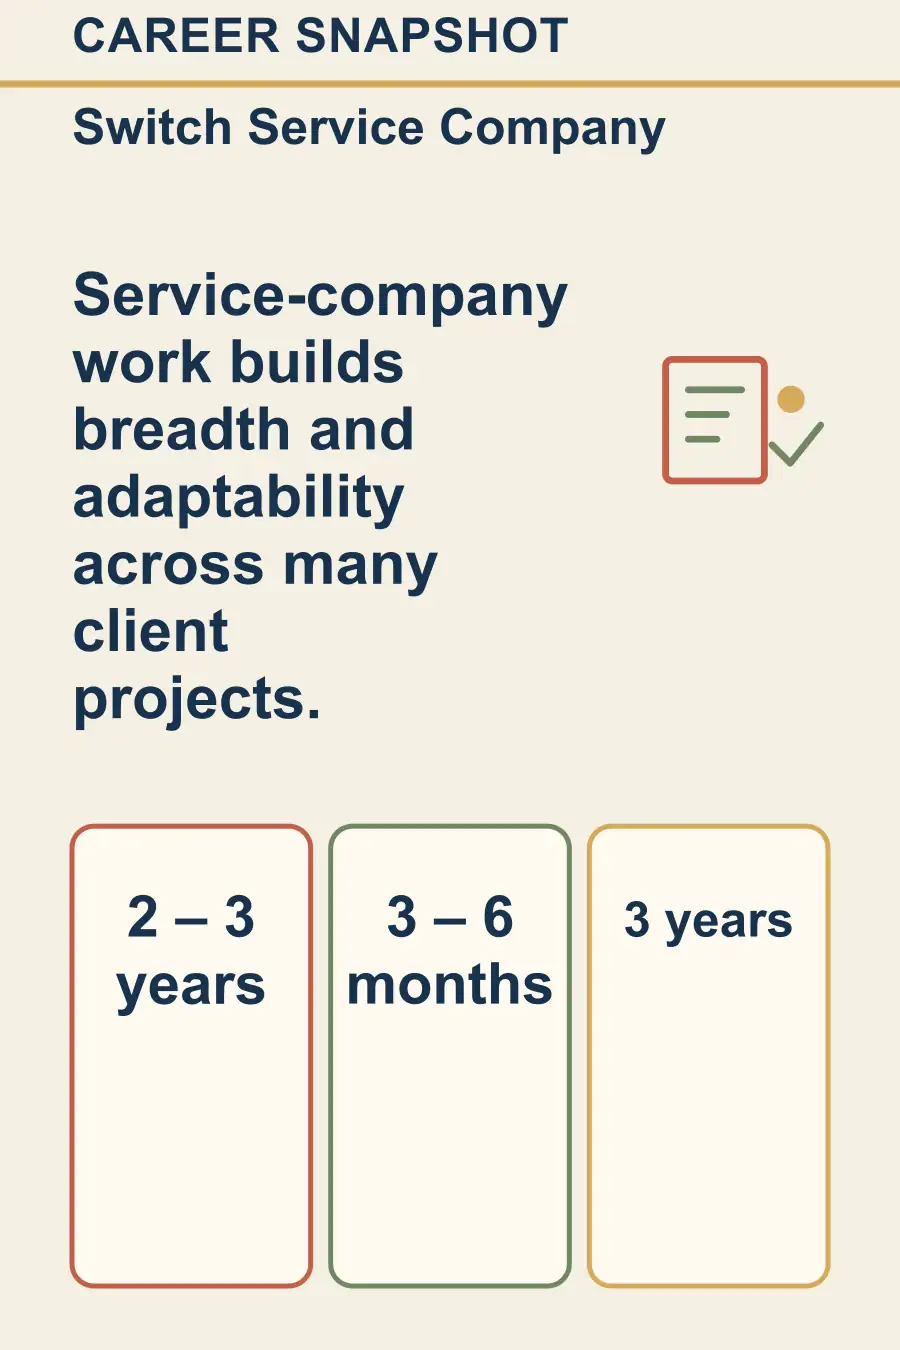 CAREER SNAPSHOT
Switch Service Company
Service-company
work builds
breadth and
adaptability
across many
client
projects.
2 – 3
years
3 – 6
months
3 years